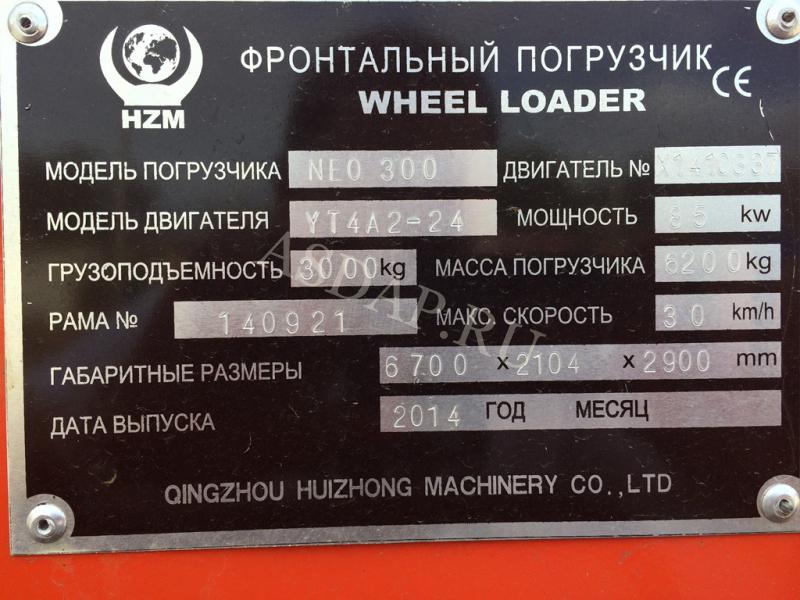 HZM
ФРОНТАЛЬНЫЙ ПОГРУЗЧИК
CE
WHEEL LOADER
МОДЕЛЬ ПОГРУЗЧИКА NEO 300 ДВИГАТЕЛЬ №
МОДЕЛЬ ДВИГАТЕЛЯ YT4A2-24 МОЩНОСТЬ 85 kw
ГРУЗОПОДЪЕМНОСТЬ 3000 kg МАССА ПОГРУЗЧИКА 6200 kg
РАМА № 140921 МАКС. СКОРОСТЬ 30 km/h
ГАБАРИТНЫЕ РАЗМЕРЫ 6700 x 2104 x 2900 mm
ДАТА ВЫПУСКА 2014 ГОД МЕСЯЦ
QINGZHOU HUIZHONG MACHINERY CO.,LTD
ASDAP.RU